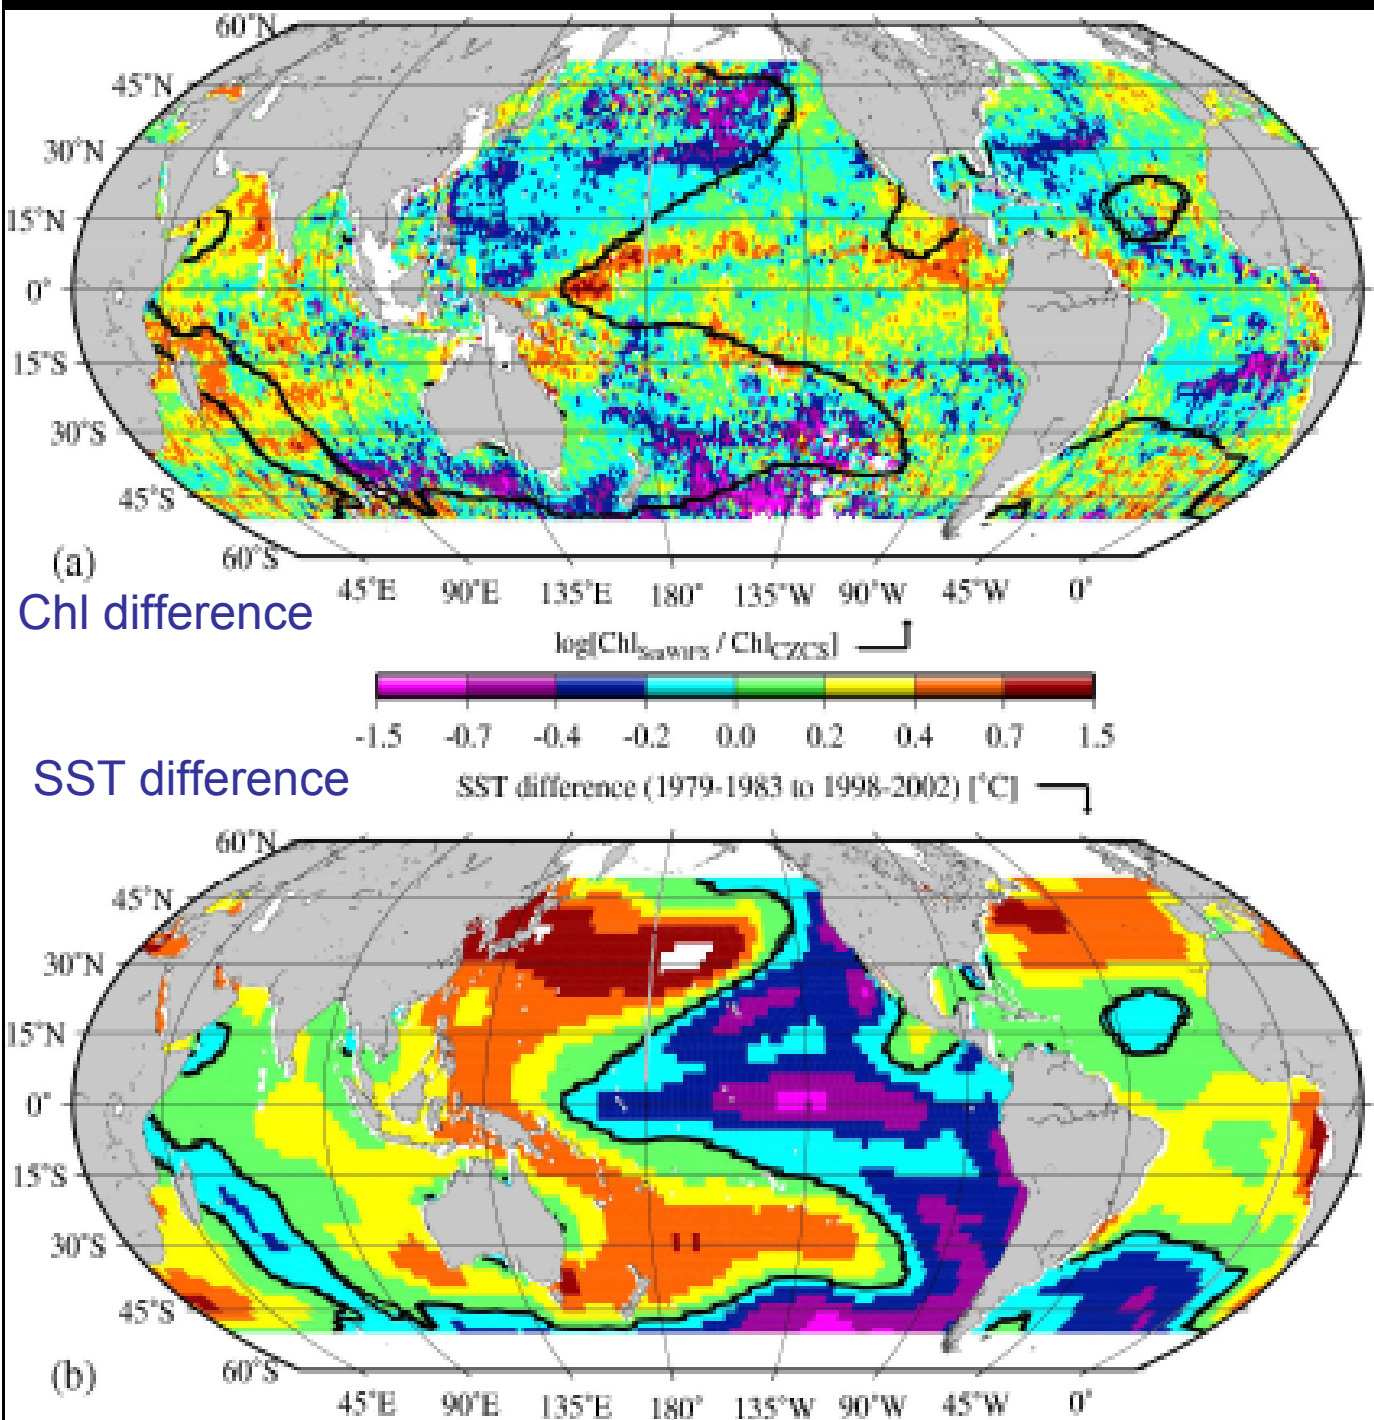 60°N
45°N
30°N
15°N
0°
15°S
30°S
45°S
60°S
(a)
45°E 90°E 135°E 180° 135°W 90°W 45°W 0°
Chl difference
log[Chl_SeaWiFS / Chl_CZCS]
-1.5 -0.7 -0.4 -0.2 0.0 0.2 0.4 0.7 1.5
SST difference
SST difference (1979-1983 to 1998-2002) [°C]
60°N
45°N
30°N
15°N
0°
15°S
30°S
45°S
60°S
(b)
45°E 90°E 135°E 180° 135°W 90°W 45°W 0°